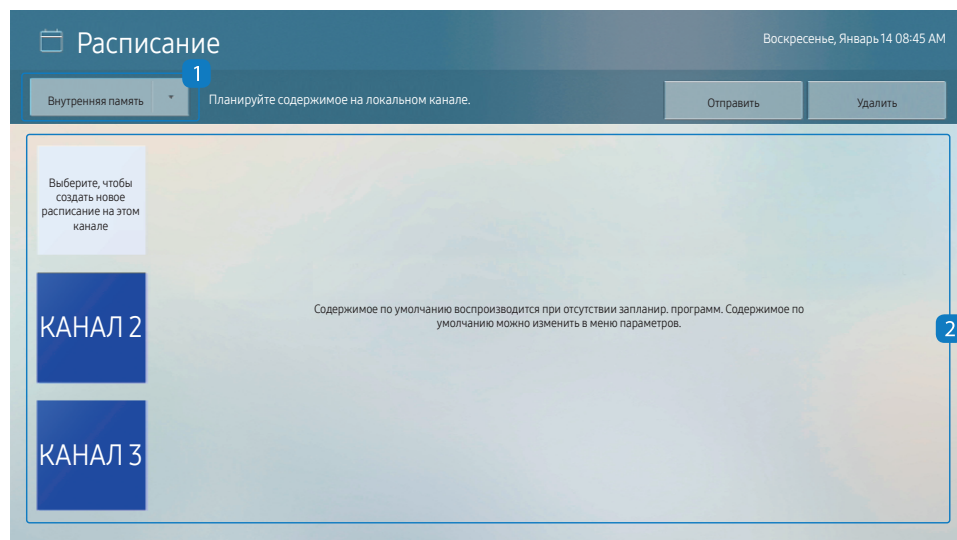 Расписание
Воскресенье, Январь 14 08:45 AM
1
Внутренняя память
Планируйте содержимое на локальном канале.
Отправить
Удалить
Выберите, чтобы
создать новое
расписание на этом
канале
КАНАЛ 2
Содержимое по умолчанию воспроизводится при отсутствии запланир. программ. Содержимое по
умолчанию можно изменить в меню параметров.
2
КАНАЛ 3